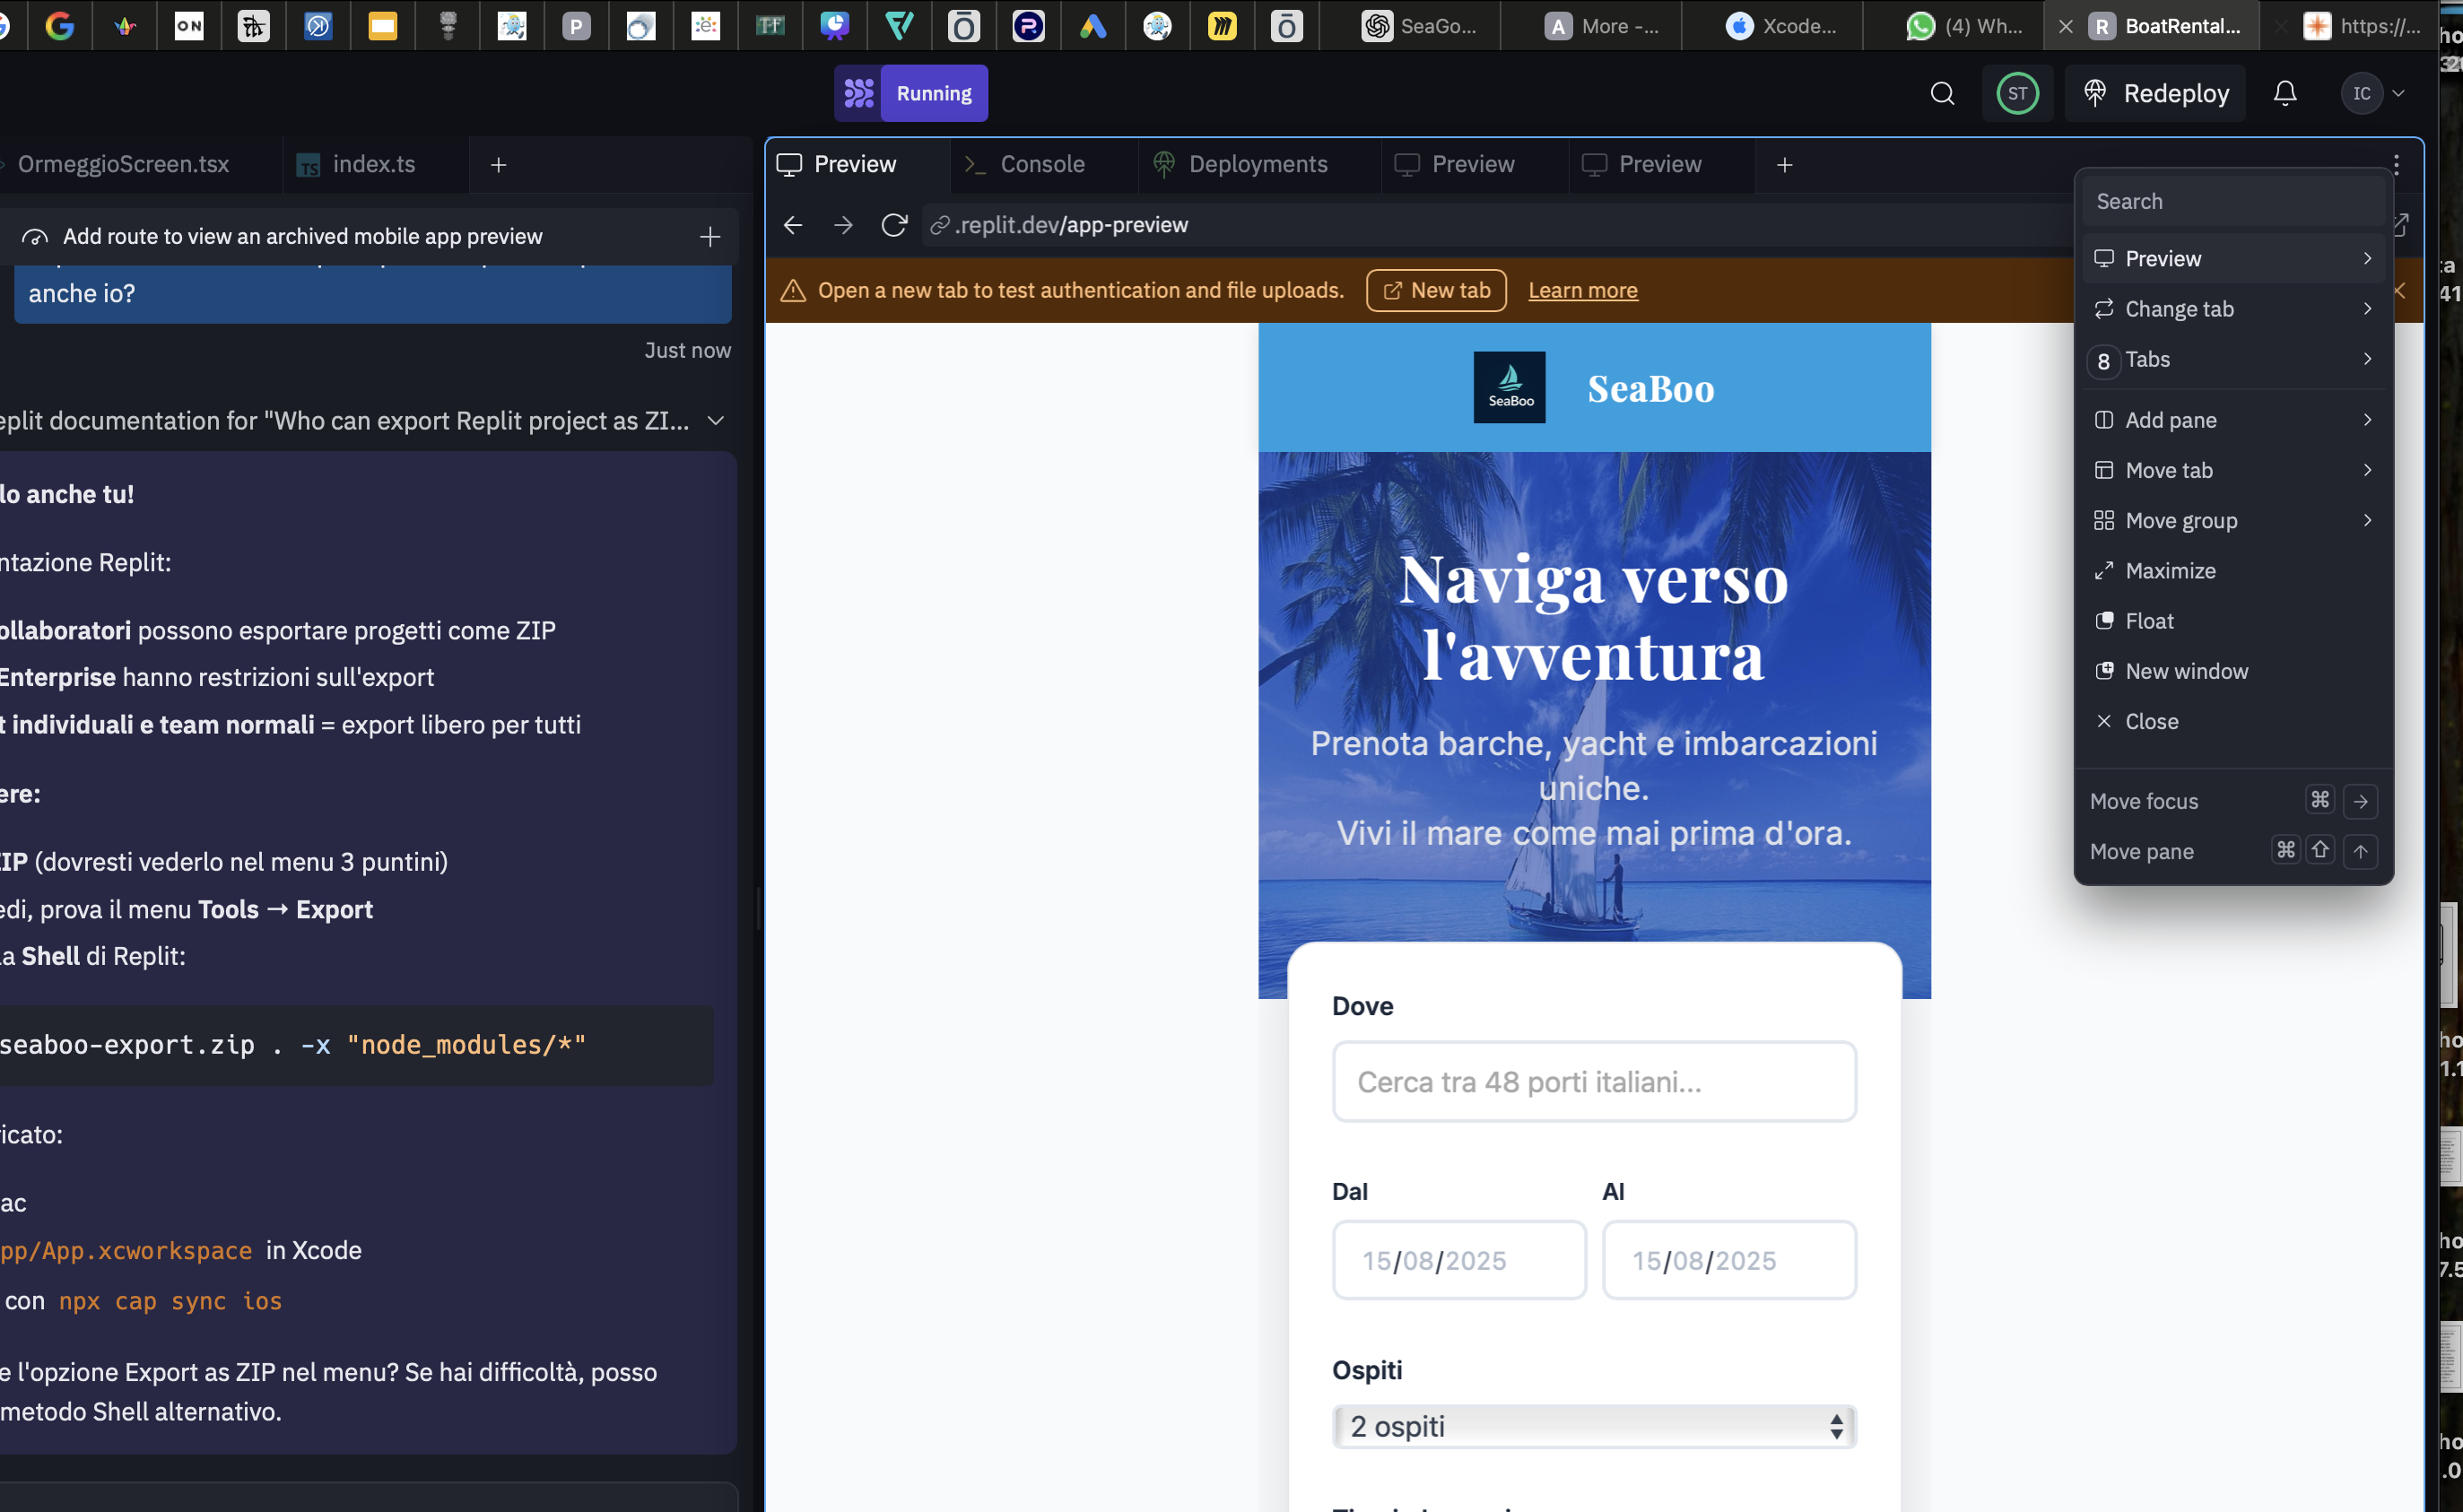 ON
P
SeaGo...
A More -...
Xcode...
(4) Wh...
R BoatRental...
https://...
Running
ST
Redeploy
IC
OrmeggioScreen.tsx
TS index.ts
Preview
Console
Deployments
Preview
Preview
Add route to view an archived mobile app preview
.replit.dev/app-preview
anche io?
Open a new tab to test authentication and file uploads.
New tab
Learn more
Just now
eplit documentation for "Who can export Replit project as ZI...
lo anche tu!
ntazione Replit:
ollaboratori possono esportare progetti come ZIP
Enterprise hanno restrizioni sull'export
t individuali e team normali = export libero per tutti
ere:
ZIP (dovresti vederlo nel menu 3 puntini)
edi, prova il menu Tools → Export
la Shell di Replit:
seaboo-export.zip . -x "node_modules/*"
icato:
ac
pp/App.xcworkspace in Xcode
con npx cap sync ios
e l'opzione Export as ZIP nel menu? Se hai difficoltà, posso
metodo Shell alternativo.
SeaBoo
SeaBoo
Naviga verso
l'avventura
Prenota barche, yacht e imbarcazioni
uniche.
Vivi il mare come mai prima d'ora.
Dove
Cerca tra 48 porti italiani...
Dal
Al
15/08/2025
15/08/2025
Ospiti
2 ospiti
Search
Preview
Change tab
8 Tabs
Add pane
Move tab
Move group
Maximize
Float
New window
Close
Move focus ⌘ →
Move pane ⌘ ⇧ ↑